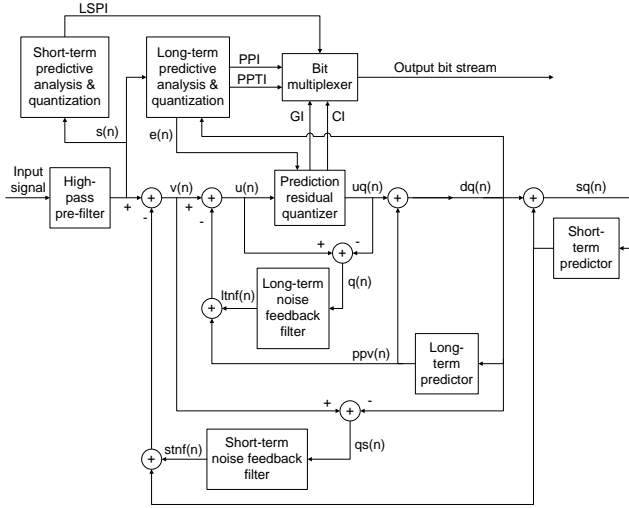 LSPI
Short-term
predictive
analysis &
quantization
Long-term
predictive
analysis &
quantization
PPI
PPTI
Bit
multiplexer
Output bit stream
GI
CI
s(n)
e(n)
Input
signal
High-
pass
pre-filter
+
+
-
v(n)
+
+
-
u(n)
Prediction
residual
quantizer
uq(n)
+
dq(n)
+
sq(n)
Short-
term
predictor
+
+
-
q(n)
Long-term
noise
feedback
filter
ltnf(n)
+
ppv(n)
Long-
term
predictor
+
+
-
qs(n)
Short-term
noise feedback
filter
stnf(n)
+